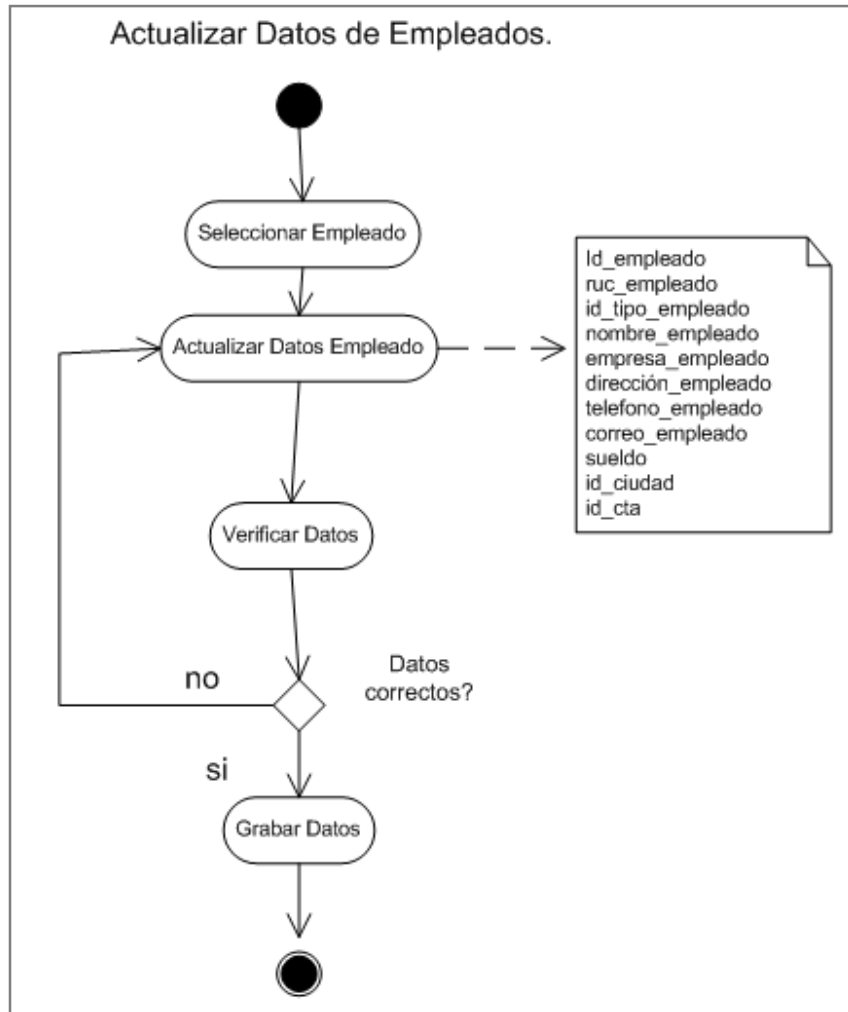 Actualizar Datos de Empleados.
Seleccionar Empleado
Actualizar Datos Empleado
Id_empleado
ruc_empleado
id_tipo_empleado
nombre_empleado
empresa_empleado
dirección_empleado
telefono_empleado
correo_empleado
sueldo
id_ciudad
id_cta
Verificar Datos
Datos
correctos?
no
si
Grabar Datos